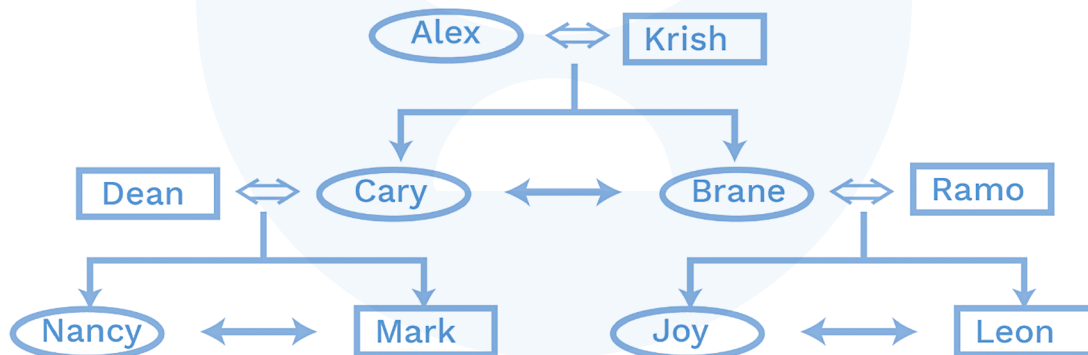 Alex
Krish
Dean
Cary
Brane
Ramo
Nancy
Mark
Joy
Leon